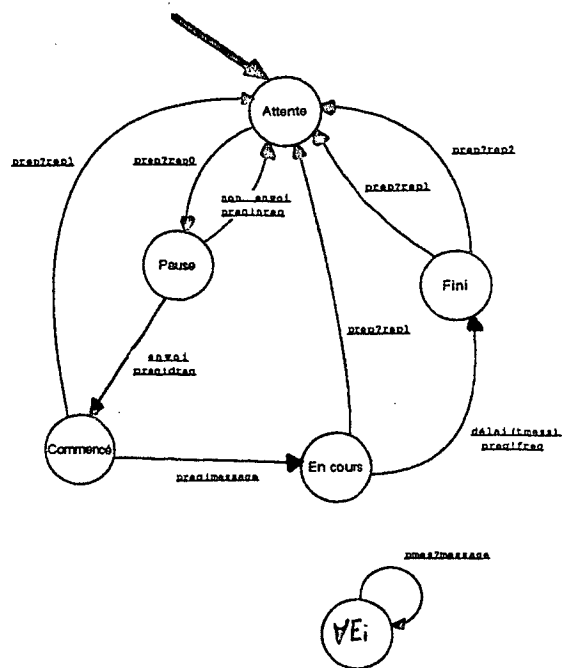 Attente
prep?rap1
prep?rap0
prep?rap2
non envoi
preq!nreq
prep?rap1
Pause
Fini
prep?rap1
envoi
preq!dreq
Commencé
délai(tmess)
preq!freq
preq!message
En cours
pmes?message
∀Ei